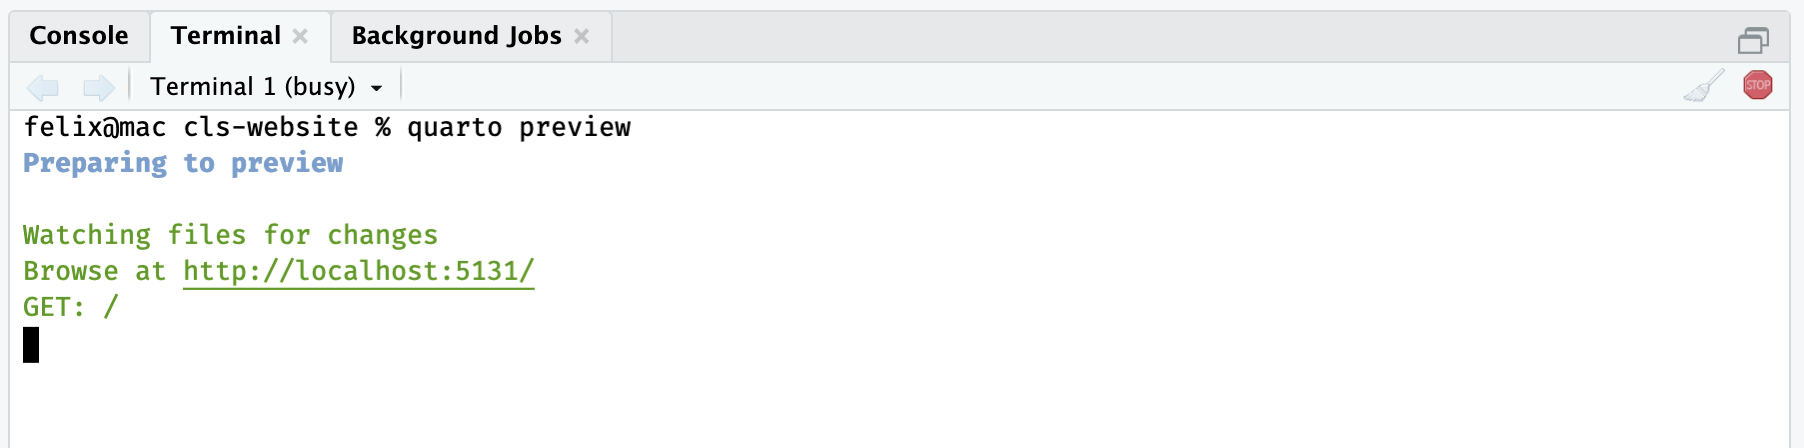 Console Terminal Background Jobs
Terminal 1 (busy) STOP
felix@mac cls-website % quarto preview
Preparing to preview
Watching files for changes
Browse at http://localhost:5131/
GET: /